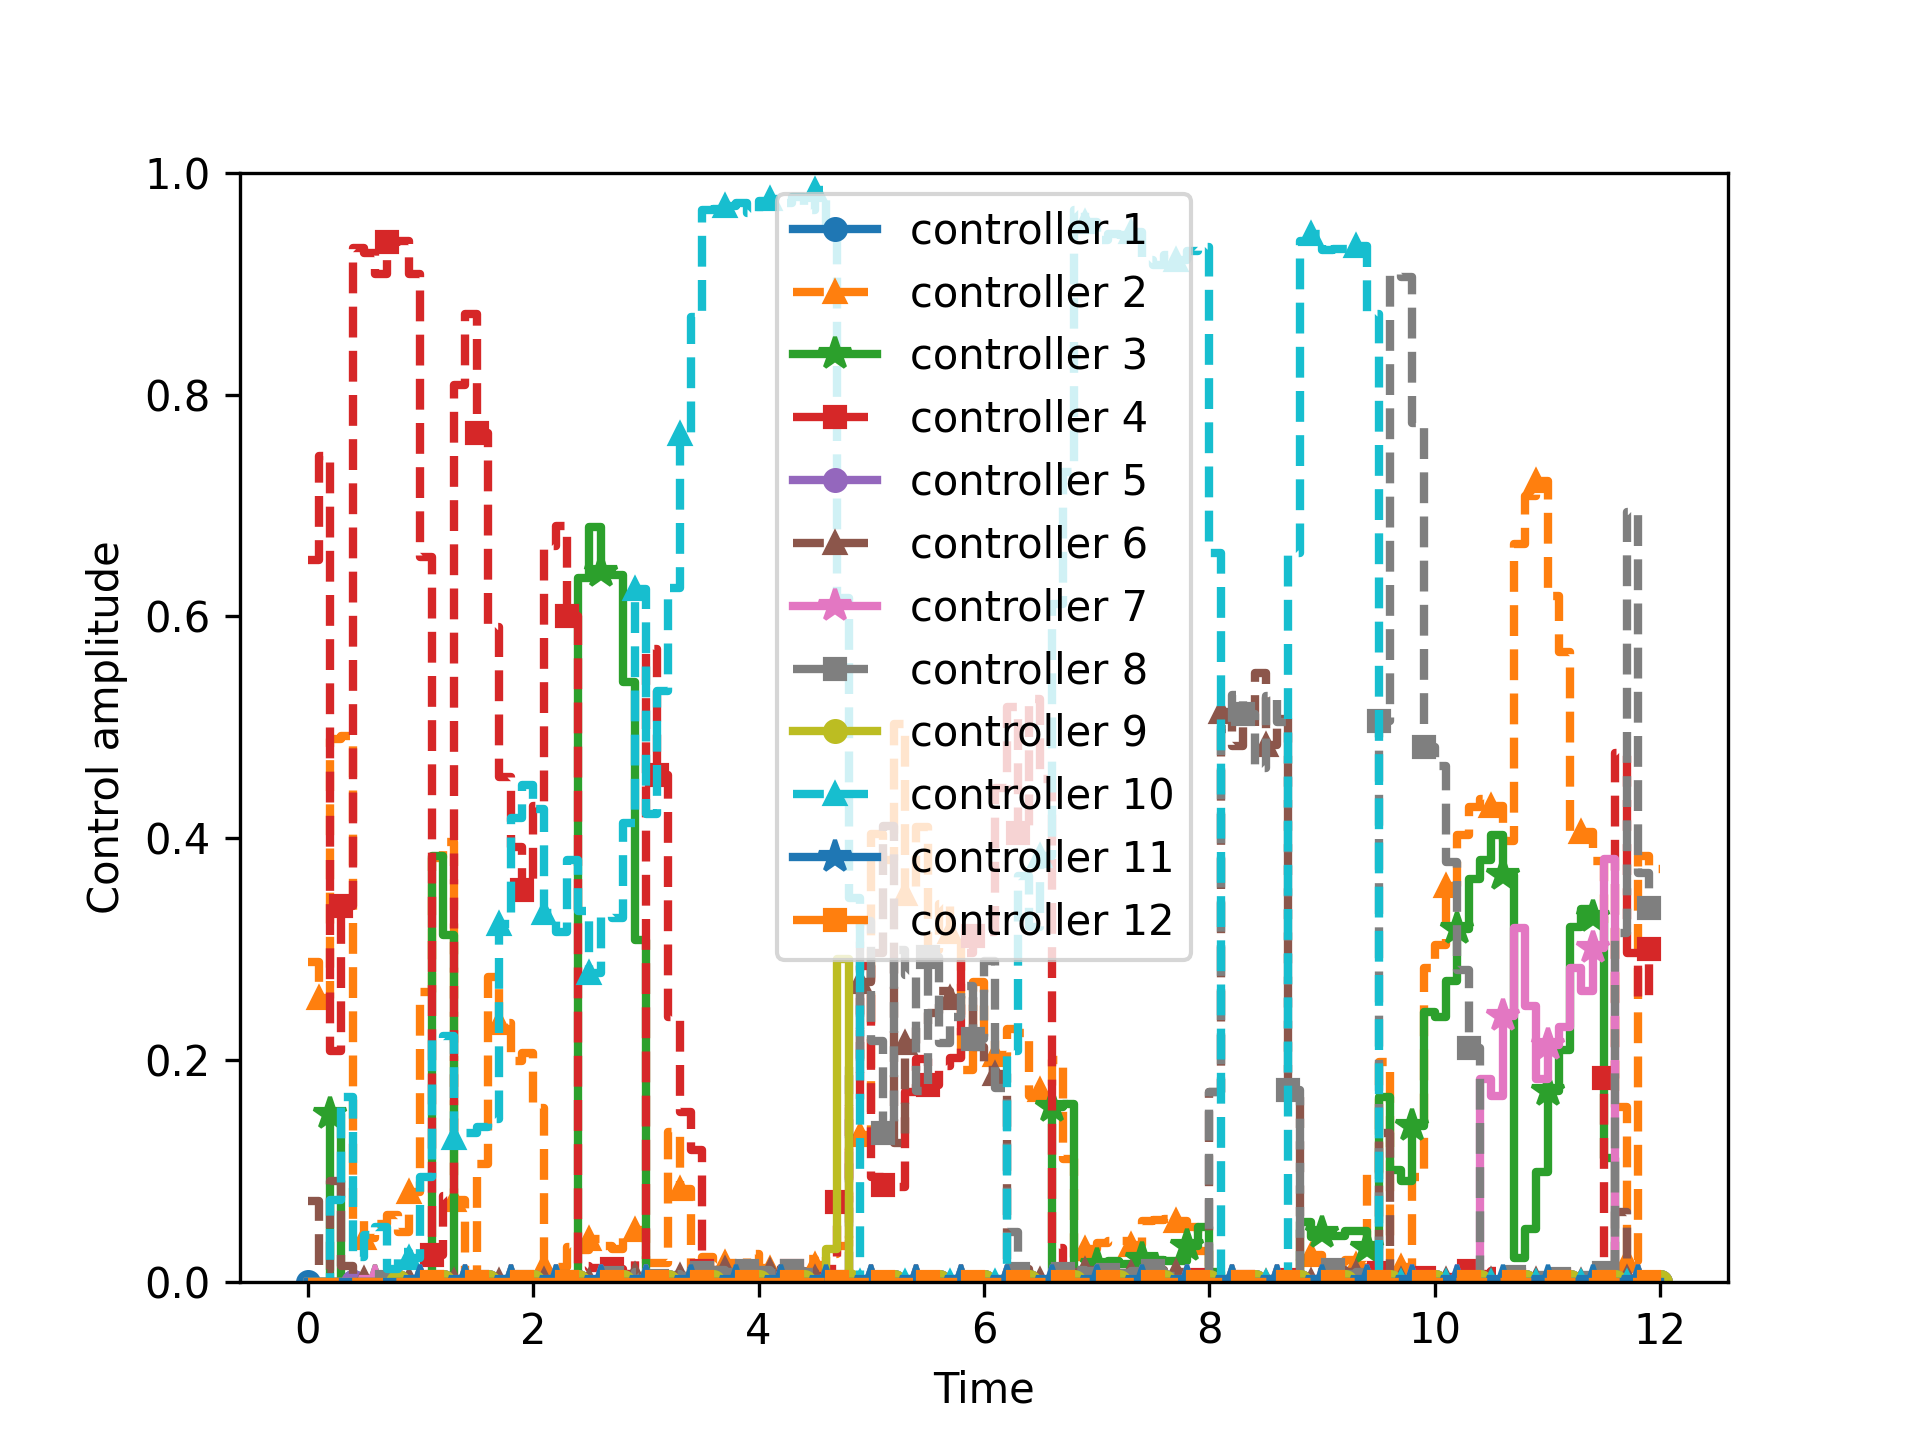 1.0
0.8
0.6
0.4
0.2
0.0
Control amplitude
controller 1
controller 2
controller 3
controller 4
controller 5
controller 6
controller 7
controller 8
controller 9
controller 10
controller 11
controller 12
0 2 4 6 8 10 12
Time